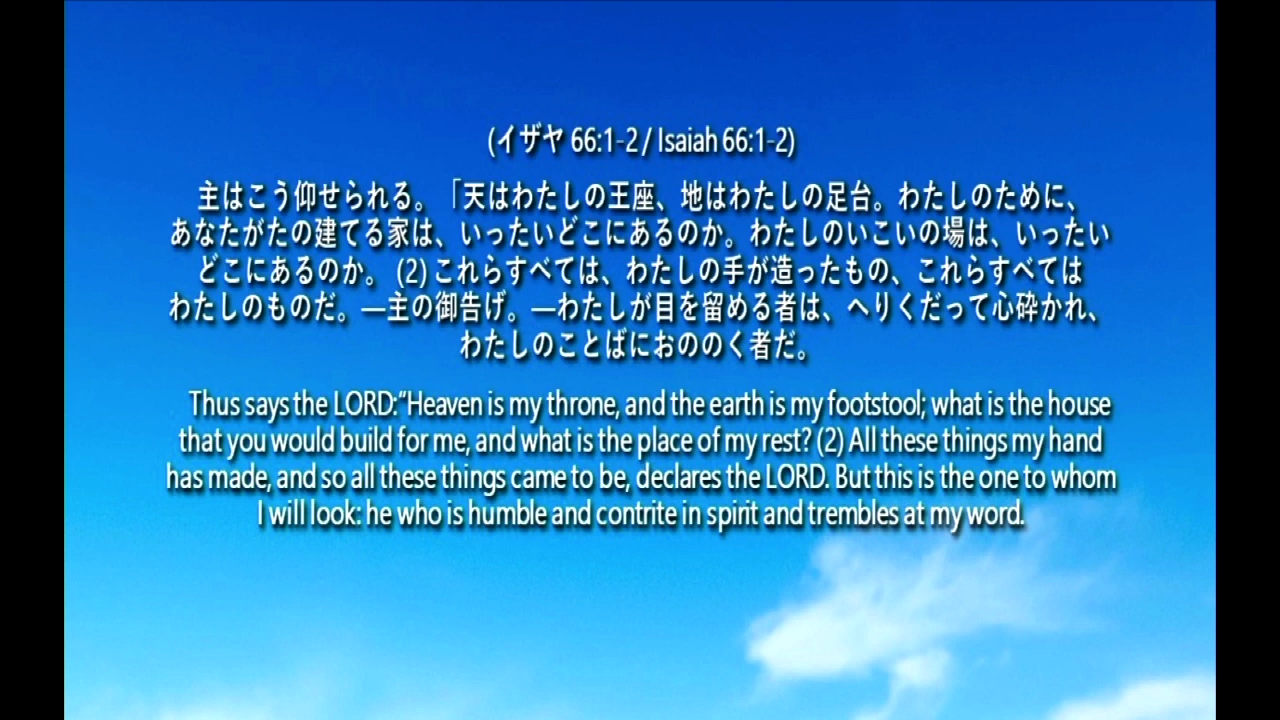 (イザヤ 66:1-2 / Isaiah 66:1-2)
主はこう仰せられる。「天はわたしの王座、地はわたしの足台。わたしのために、
あなたがたの建てる家は、いったいどこにあるのか。わたしのいこいの場は、いったい
どこにあるのか。 (2) これらすべては、わたしの手が造ったもの、これらすべては
わたしのものだ。―主の御告げ。―わたしが目を留める者は、へりくだって心砕かれ、
わたしのことばにおののく者だ。
Thus says the LORD:“Heaven is my throne, and the earth is my footstool; what is the house
that you would build for me, and what is the place of my rest? (2) All these things my hand
has made, and so all these things came to be, declares the LORD. But this is the one to whom
I will look: he who is humble and contrite in spirit and trembles at my word.